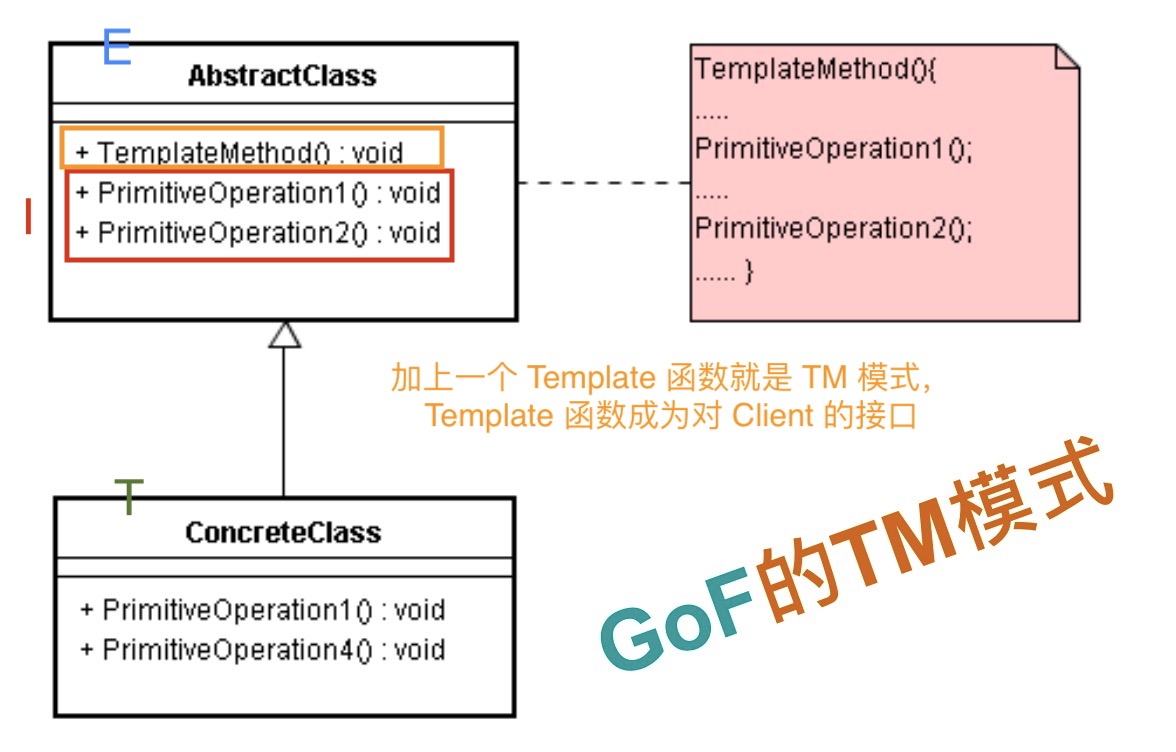 E
AbstractClass
+ TemplateMethod() : void
I
+ PrimitiveOperation1() : void
+ PrimitiveOperation2() : void
TemplateMethod(){
.....
PrimitiveOperation1();
.....
PrimitiveOperation2();
...... }
加上一个 Template 函数就是 TM 模式,
Template 函数成为对 Client 的接口
T
ConcreteClass
+ PrimitiveOperation1() : void
+ PrimitiveOperation4() : void
GoF的TM模式